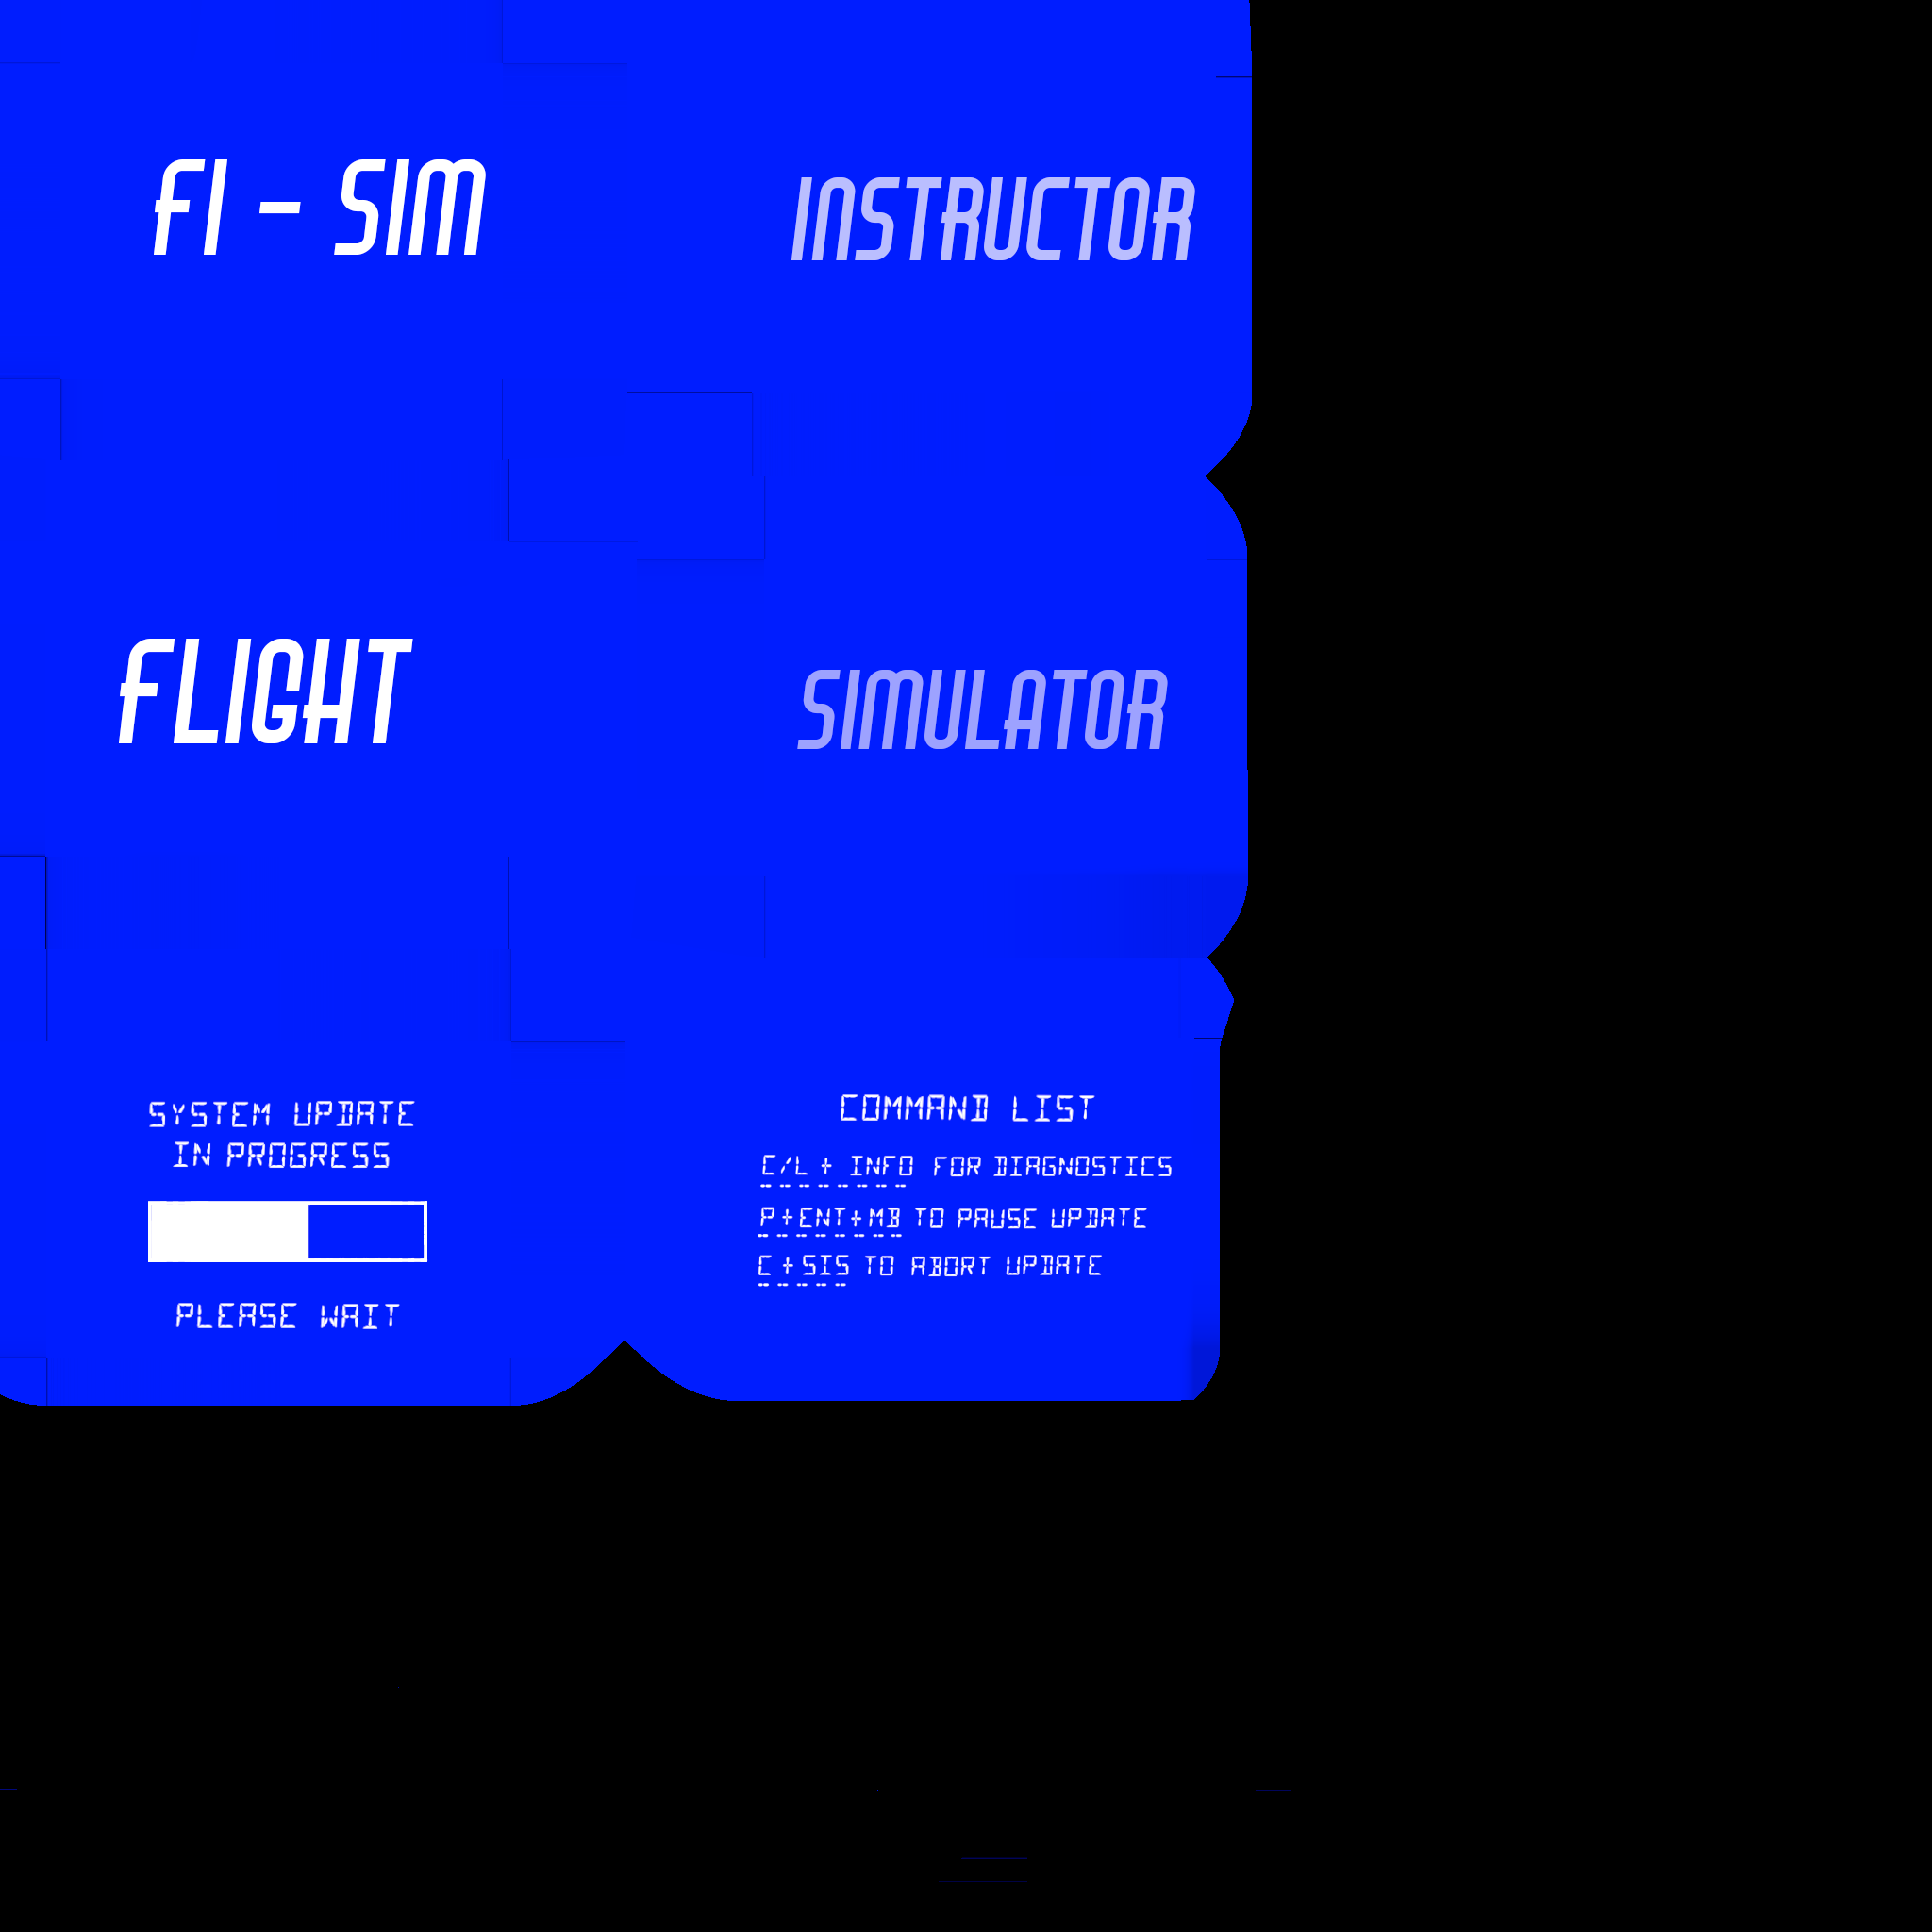 FI - SIM
INSTRUCTOR
FLIGHT
SIMULATOR
SYSTEM UPDATE
IN PROGRESS
PLEASE WAIT
COMMAND LIST
C/L + INFO FOR DIAGNOSTICS
P+ENT+MB TO PAUSE UPDATE
C+SIS TO ABORT UPDATE